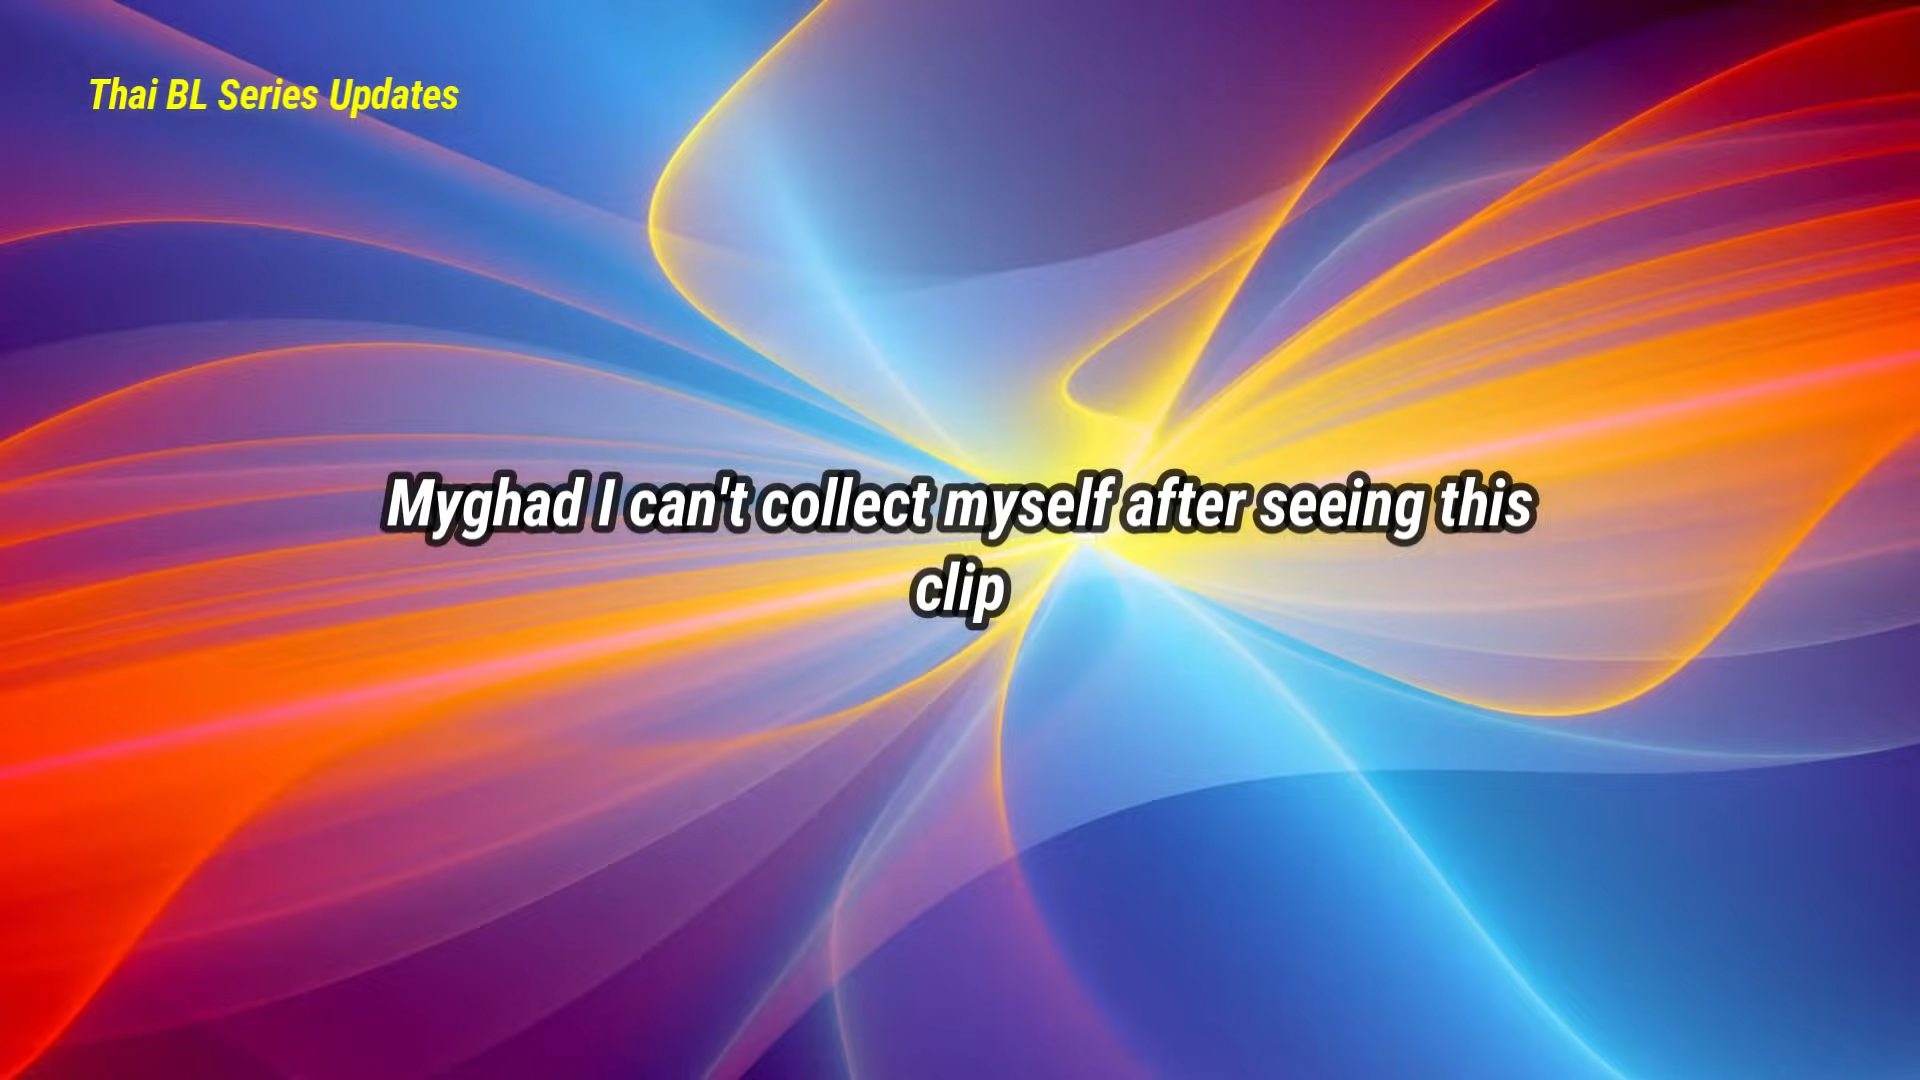 Thai BL Series Updates
Myghad I can't collect myself after seeing this
clip